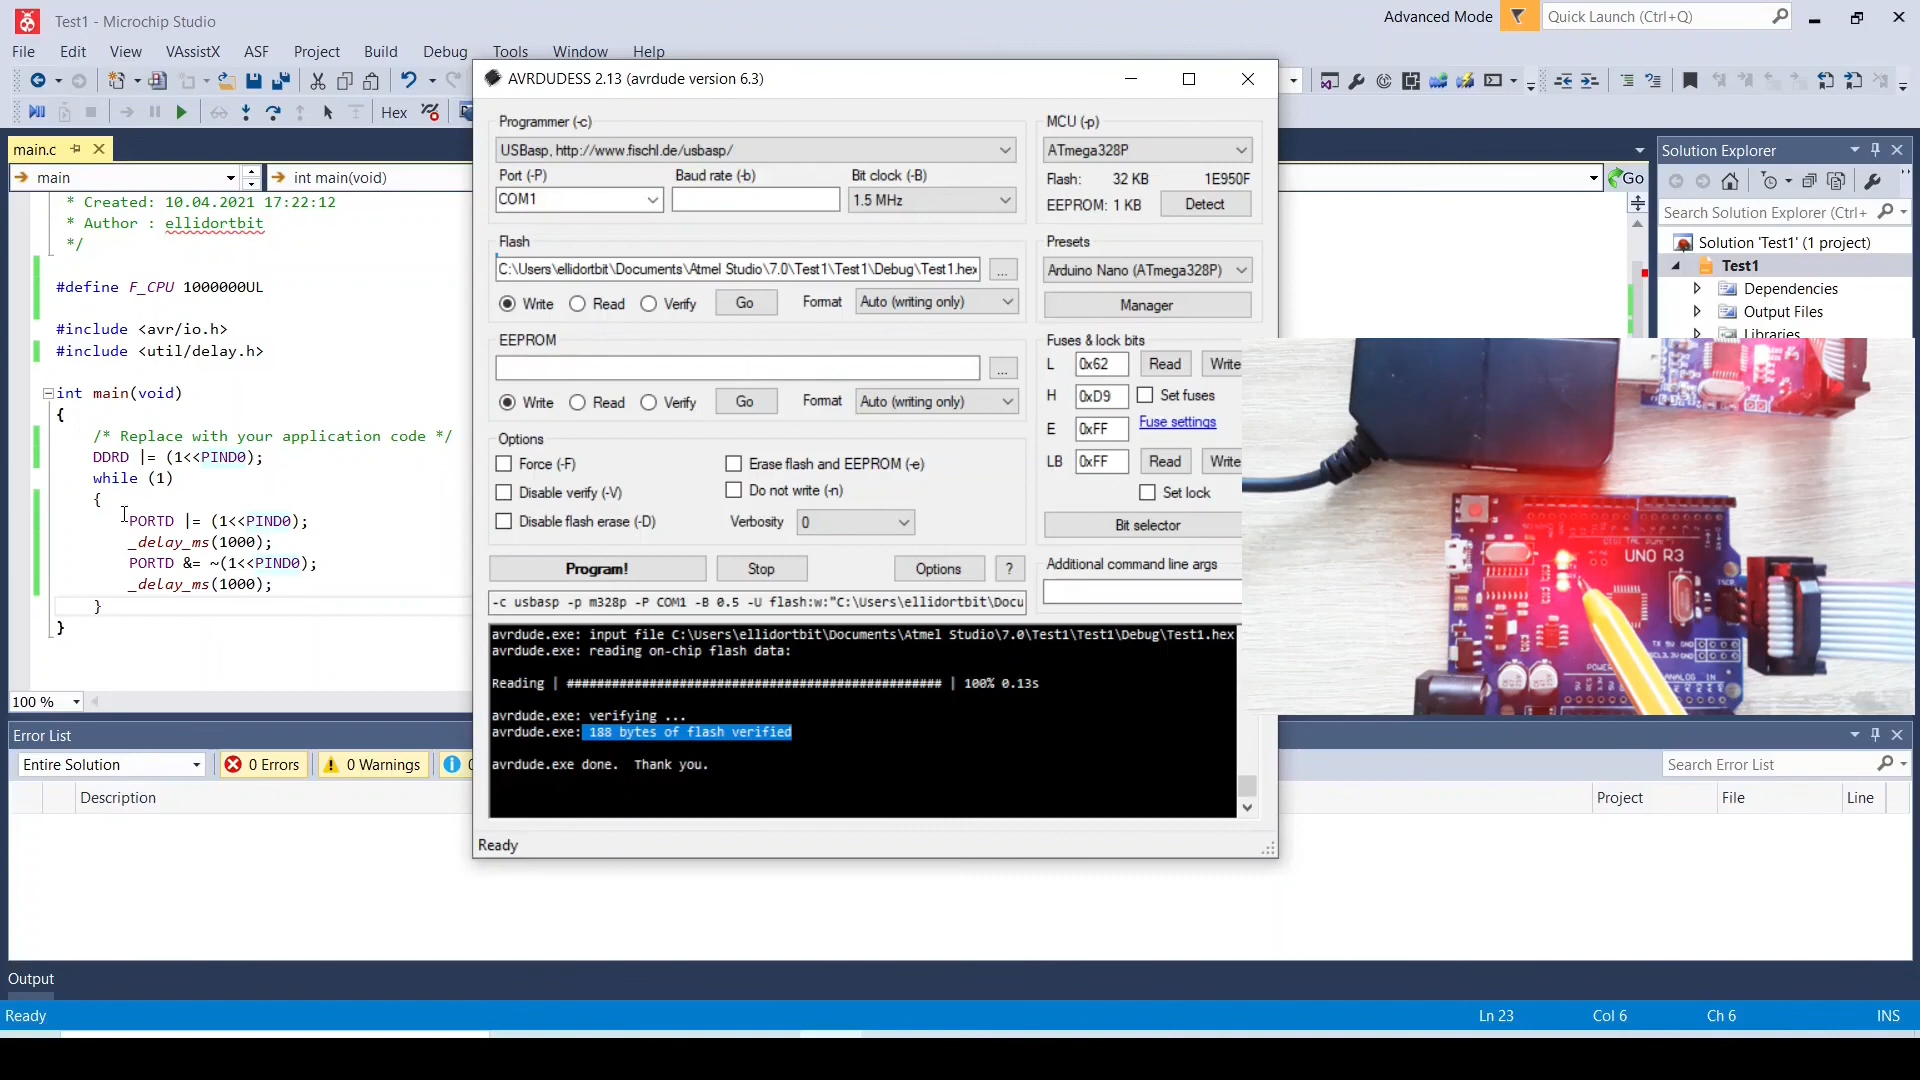 Test1 - Microchip Studio
Advanced Mode
Quick Launch (Ctrl+Q)
File Edit View VAssistX ASF Project Build Debug Tools Window Help
Hex
main.c
main
int main(void)
Go
* Created: 10.04.2021 17:22:12
* Author : ellidortbit
*/
#define F_CPU 1000000UL
#include <avr/io.h>
#include <util/delay.h>
int main(void)
{
/* Replace with your application code */
DDRD |= (1<<PIND0);
while (1)
{
PORTD |= (1<<PIND0);
_delay_ms(1000);
PORTD &= ~(1<<PIND0);
_delay_ms(1000);
}
}
100 %
AVRDUDESS 2.13 (avrdude version 6.3)
Programmer (-c)
USBasp, http://www.fischl.de/usbasp/
Port (-P) Baud rate (-b) Bit clock (-B)
COM1 1.5 MHz
MCU (-p)
ATmega328P
Flash: 32 KB 1E950F
EEPROM: 1 KB Detect
Flash
C:\Users\ellidortbit\Documents\Atmel Studio\7.0\Test1\Test1\Debug\Test1.hex ...
Write Read Verify Go Format Auto (writing only)
Presets
Arduino Nano (ATmega328P)
Manager
EEPROM
...
Write Read Verify Go Format Auto (writing only)
Fuses & lock bits
L 0x62 Read Write
H 0xD9 Set fuses
E 0xFF Fuse settings
LB 0xFF Read Write
Set lock
Bit selector
Options
Force (-F) Erase flash and EEPROM (-e)
Disable verify (-V) Do not write (-n)
Disable flash erase (-D) Verbosity 0
Program! Stop Options ?
Additional command line args
-c usbasp -p m328p -P COM1 -B 0.5 -U flash:w:"C:\Users\ellidortbit\Docu
avrdude.exe: input file C:\Users\ellidortbit\Documents\Atmel Studio\7.0\Test1\Test1\Debug\Test1.hex
avrdude.exe: reading on-chip flash data:
Reading | ################################################## | 100% 0.13s
avrdude.exe: verifying ...
avrdude.exe: 188 bytes of flash verified
avrdude.exe done.  Thank you.
Ready
Solution Explorer
Search Solution Explorer (Ctrl+
Solution 'Test1' (1 project)
Test1
Dependencies
Output Files
Libraries
UNO R3
POWER
ANALOG IN
Error List
Entire Solution 0 Errors 0 Warnings 0
Search Error List
Description Project File Line
Output
Ready Ln 23 Col 6 Ch 6 INS